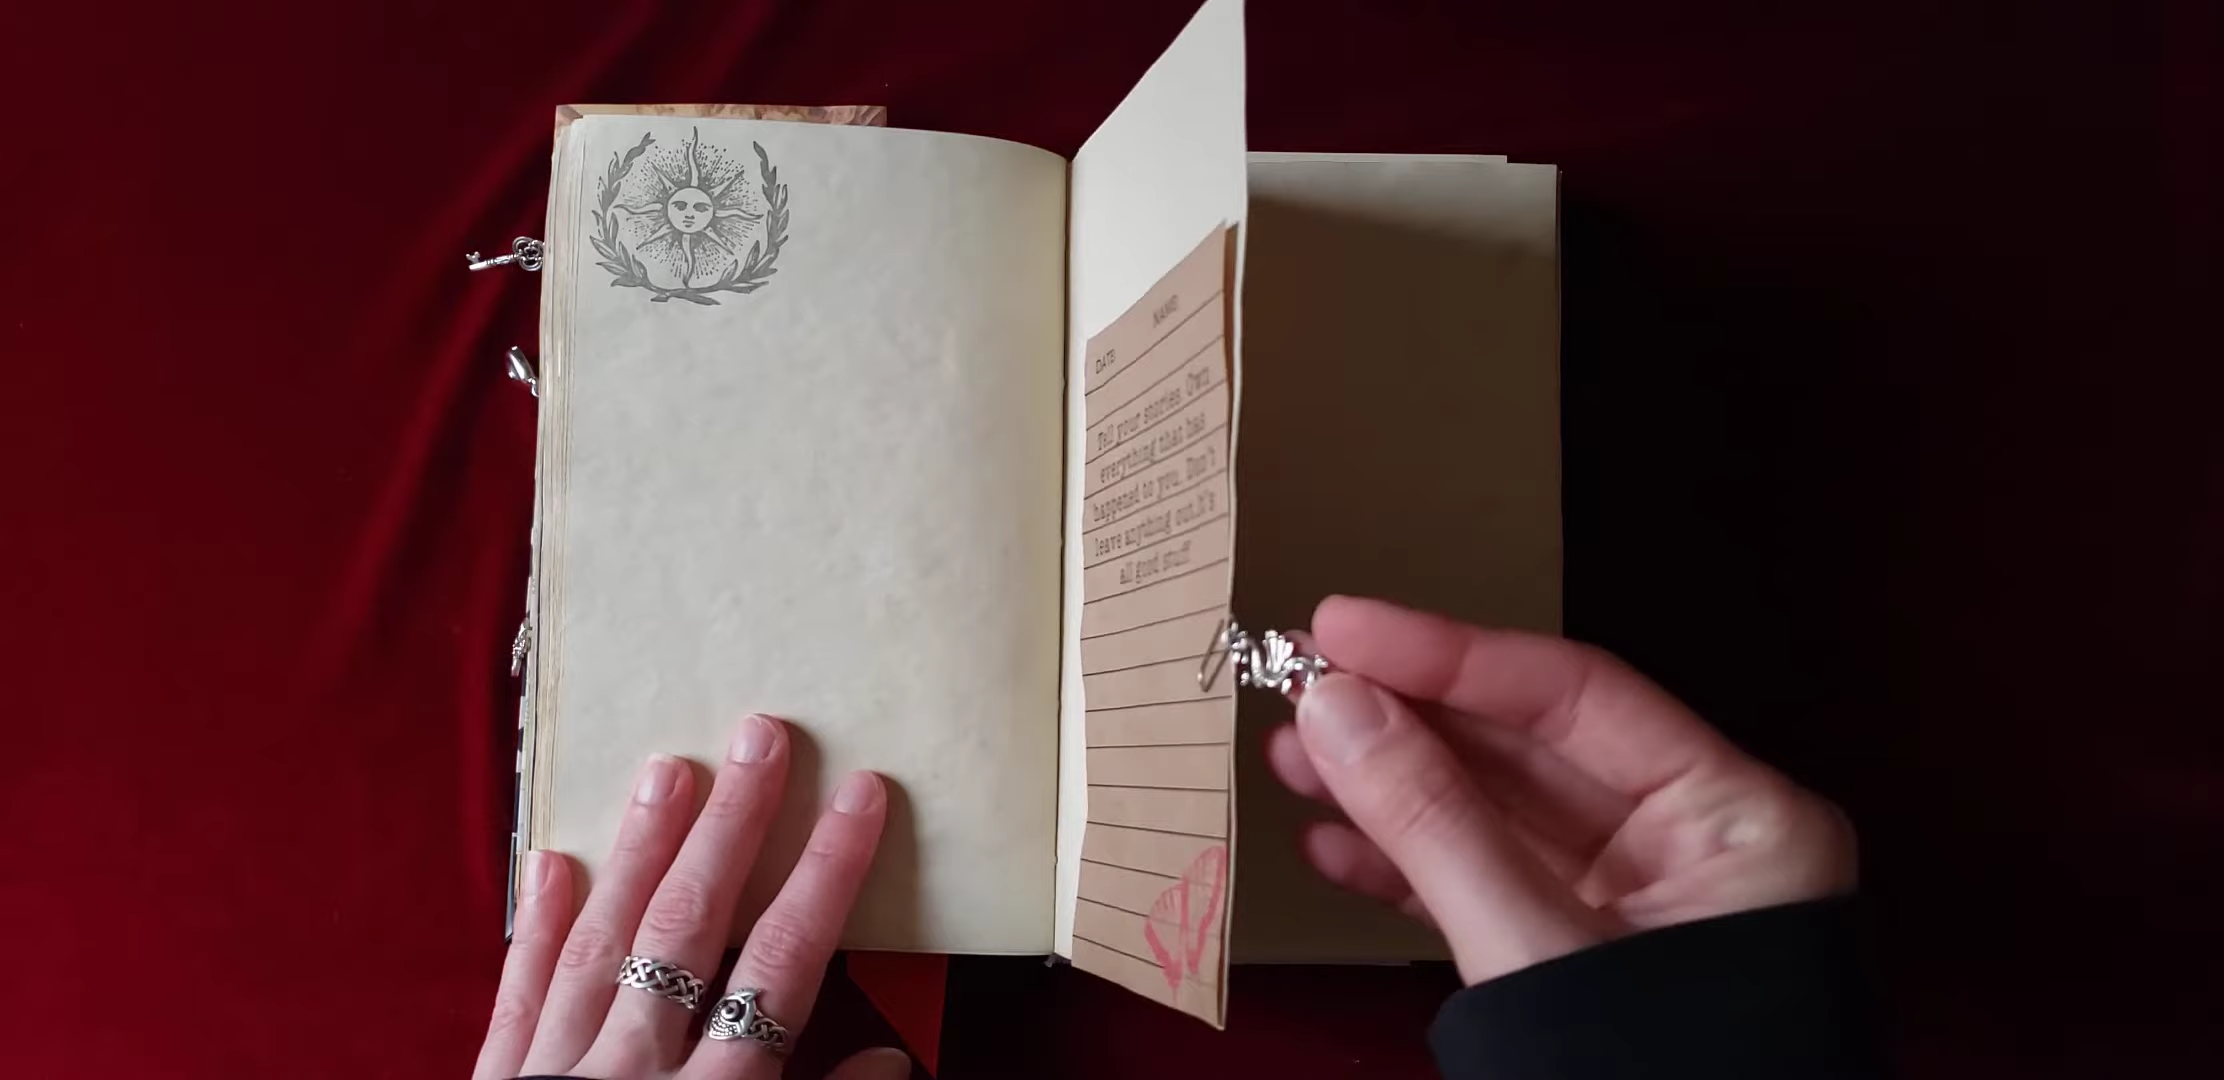 NAME:
DATE:
Tell your stories. Own
everything that has
happened to you. Don't
leave anything out.It's
all good stuff